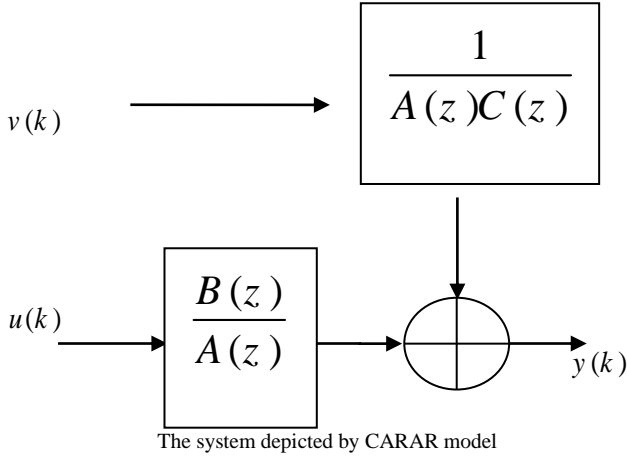 v(k)
1
A(z)C(z)
u(k)
B(z)
A(z)
y(k)
The system depicted by CARAR model